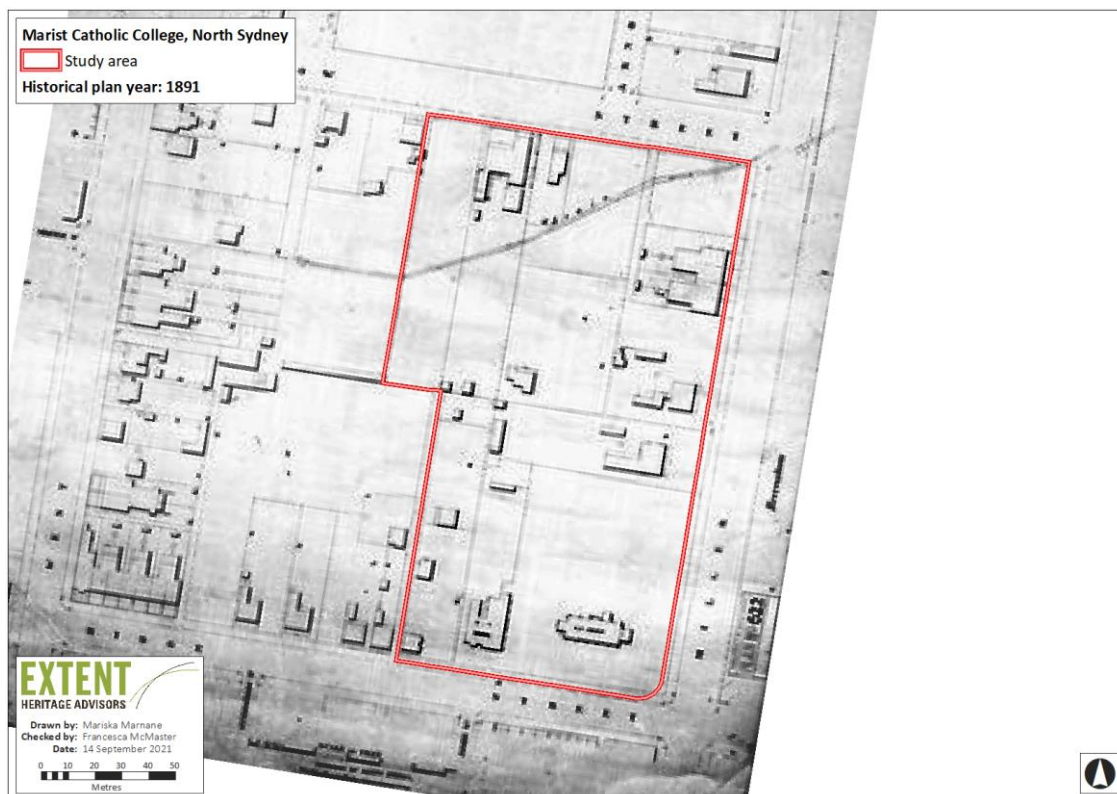 Marist Catholic College, North Sydney
Study area
Historical plan year: 1891
EXTENT
HERITAGE ADVISORS
Drawn by: Mariska Marnane
Checked by: Francesca McMaster
Date: 14 September 2021
0 10 20 30 40 50
Metres